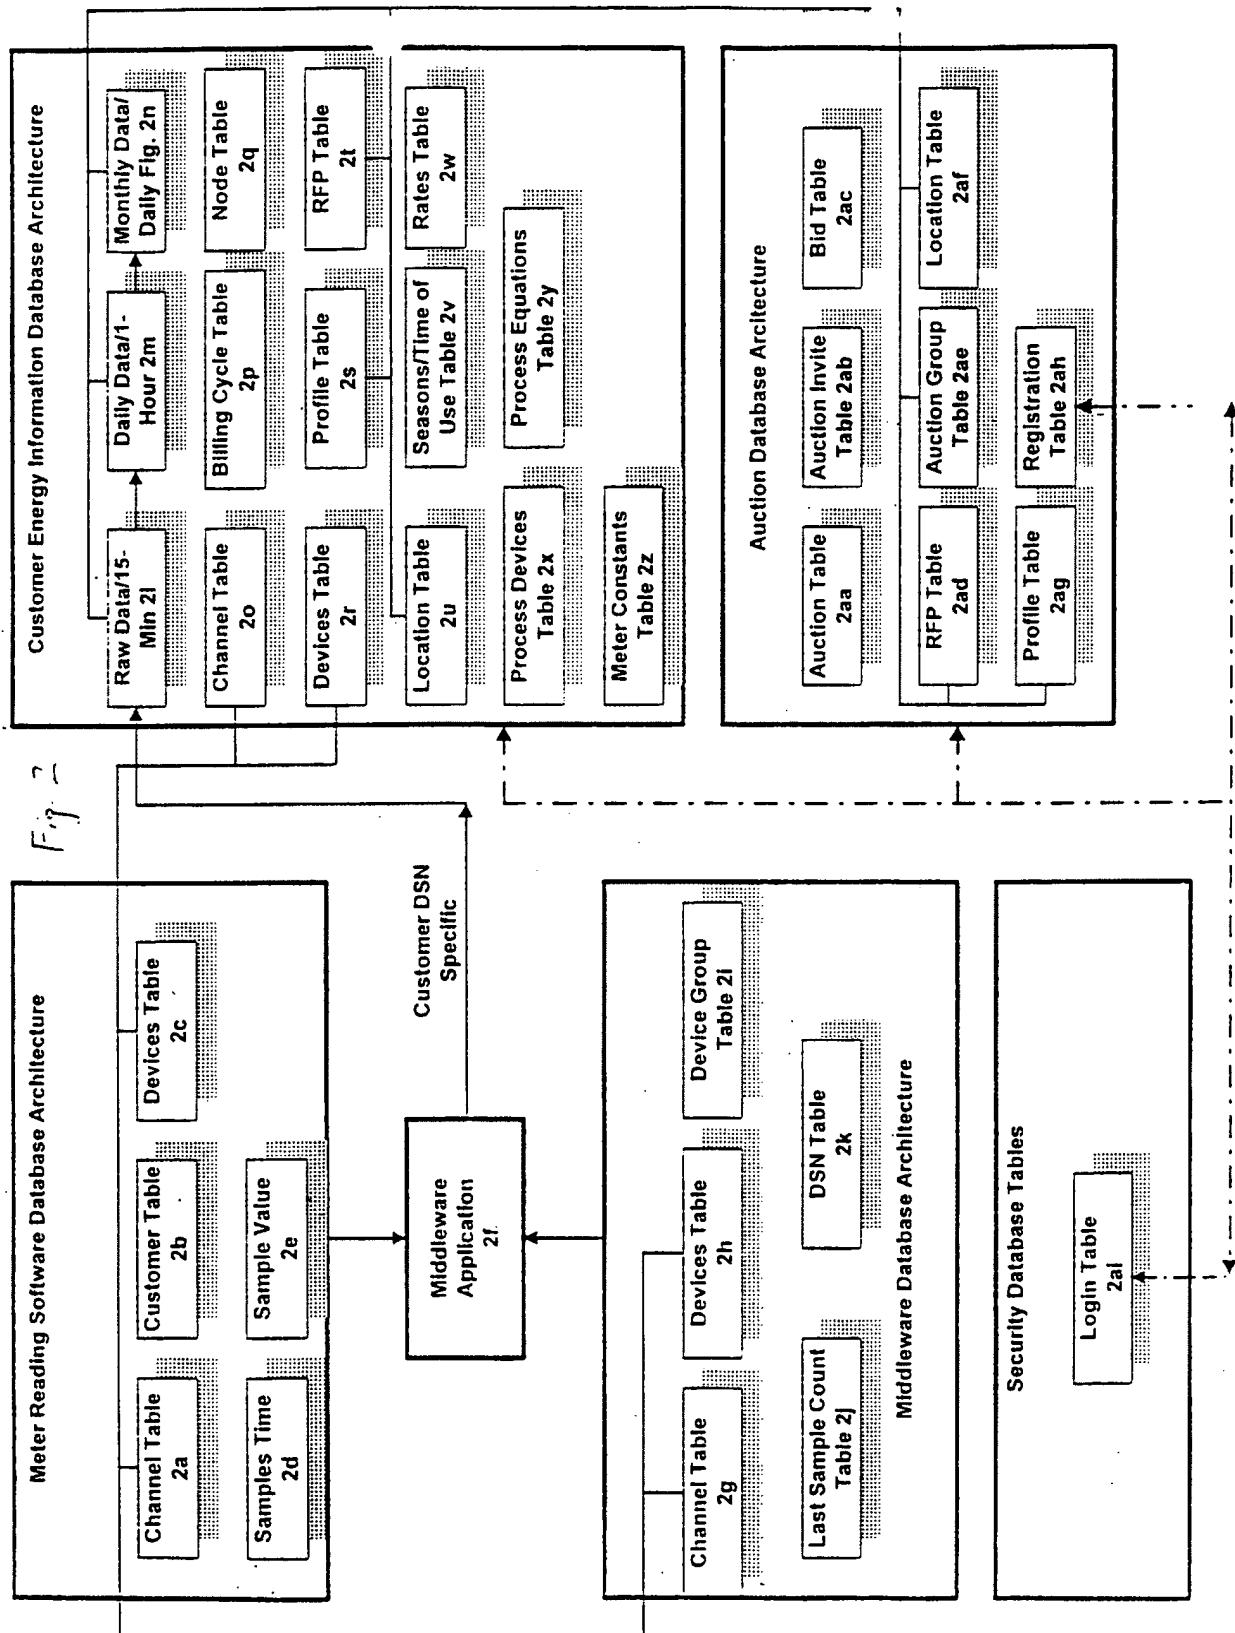 Fig. 2
Meter Reading Software Database Architecture
Channel Table
2a
Customer Table
2b
Devices Table
2c
Samples Time
2d
Sample Value
2e
Middleware
Application
2f
Customer DSN
Specific
Channel Table
2g
Devices Table
2h
Device Group
Table 2i
Last Sample Count
Table 2j
DSN Table
2k
Middleware Database Architecture
Security Database Tables
Login Table
2ai
Customer Energy Information Database Architecture
Raw Data/15-
Min 2l
Daily Data/1-
Hour 2m
Monthly Data/
Daily Fig. 2n
Channel Table
2o
Billing Cycle Table
2p
Node Table
2q
Devices Table
2r
Profile Table
2s
RFP Table
2t
Location Table
2u
Seasons/Time of
Use Table 2v
Rates Table
2w
Process Devices
Table 2x
Process Equations
Table 2y
Meter Constants
Table 2z
Auction Database Arcitecture
Auction Table
2aa
Auction Invite
Table 2ab
Bid Table
2ac
RFP Table
2ad
Auction Group
Table 2ae
Location Table
2af
Profile Table
2ag
Registration
Table 2ah